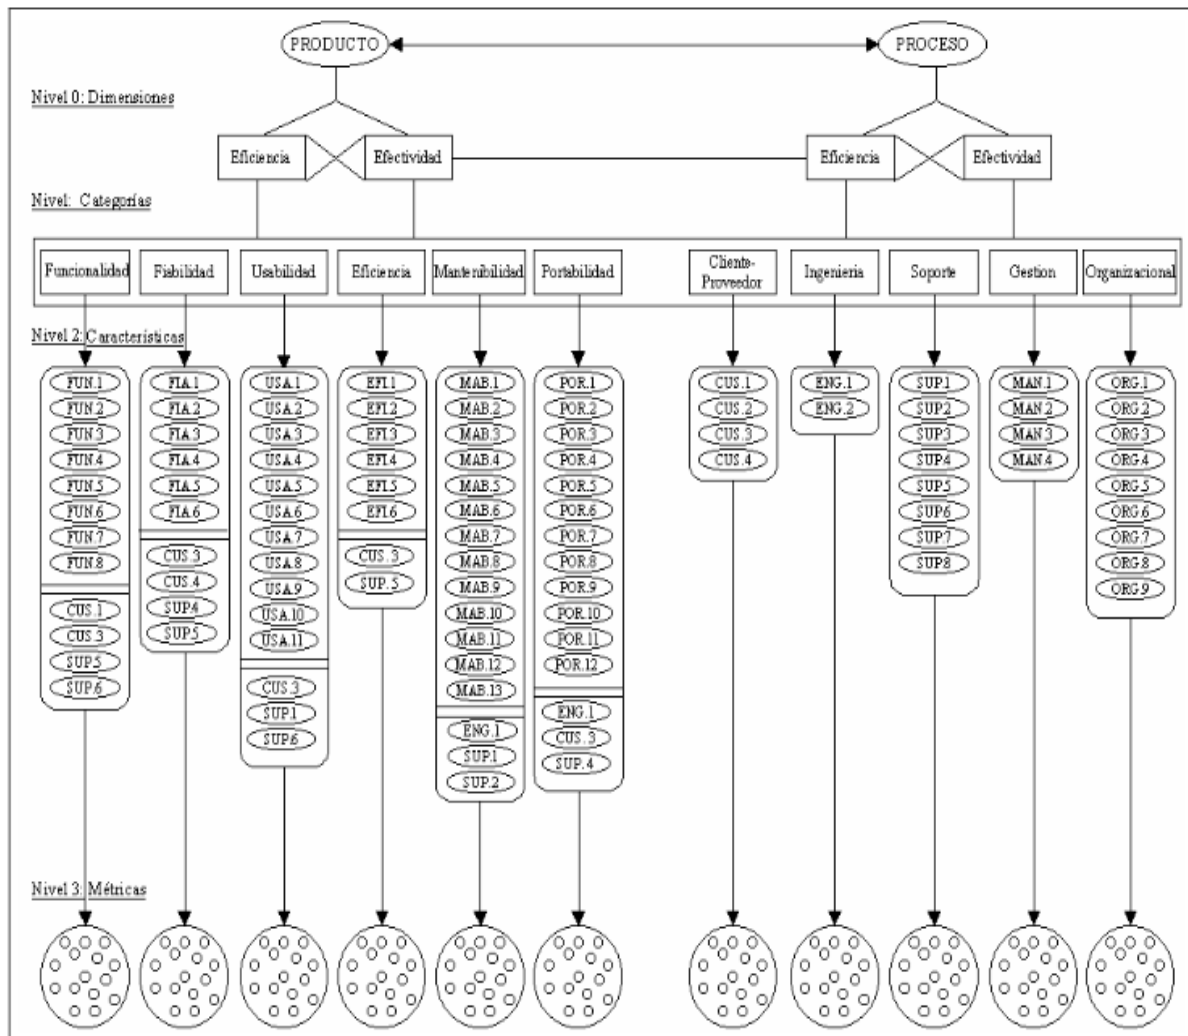 PRODUCTO
PROCESO
Nivel 0: Dimensiones
Eficiencia
Efectividad
Eficiencia
Efectividad
Nivel: Categorías
Funcionalidad
Fiabilidad
Usabilidad
Eficiencia
Mantenibilidad
Portabilidad
Cliente-
Proveedor
Ingenieria
Soporte
Gestion
Organizacional
Nivel 2: Características
FUN.1
FUN.2
FUN.3
FUN.4
FUN.5
FUN.6
FUN.7
FUN.8
CUS.1
CUS.3
SUP.5
SUP.6
FIA.1
FIA.2
FIA.3
FIA.4
FIA.5
FIA.6
CUS.3
CUS.4
SUP.4
SUP.5
USA.1
USA.2
USA.3
USA.4
USA.5
USA.6
USA.7
USA.8
USA.9
USA.10
USA.11
CUS.3
SUP.1
SUP.6
EFI.1
EFI.2
EFI.3
EFI.4
EFI.5
EFI.6
CUS.3
SUP.5
MAB.1
MAB.2
MAB.3
MAB.4
MAB.5
MAB.6
MAB.7
MAB.8
MAB.9
MAB.10
MAB.11
MAB.12
MAB.13
ENG.1
SUP.1
SUP.2
POR.1
POR.2
POR.3
POR.4
POR.5
POR.6
POR.7
POR.8
POR.9
POR.10
POR.11
POR.12
ENG.1
CUS.3
SUP.4
CUS.1
CUS.2
CUS.3
CUS.4
ENG.1
ENG.2
SUP.1
SUP.2
SUP.3
SUP.4
SUP.5
SUP.6
SUP.7
SUP.8
MAN.1
MAN.2
MAN.3
MAN.4
ORG.1
ORG.2
ORG.3
ORG.4
ORG.5
ORG.6
ORG.7
ORG.8
ORG.9
Nivel 3: Métricas